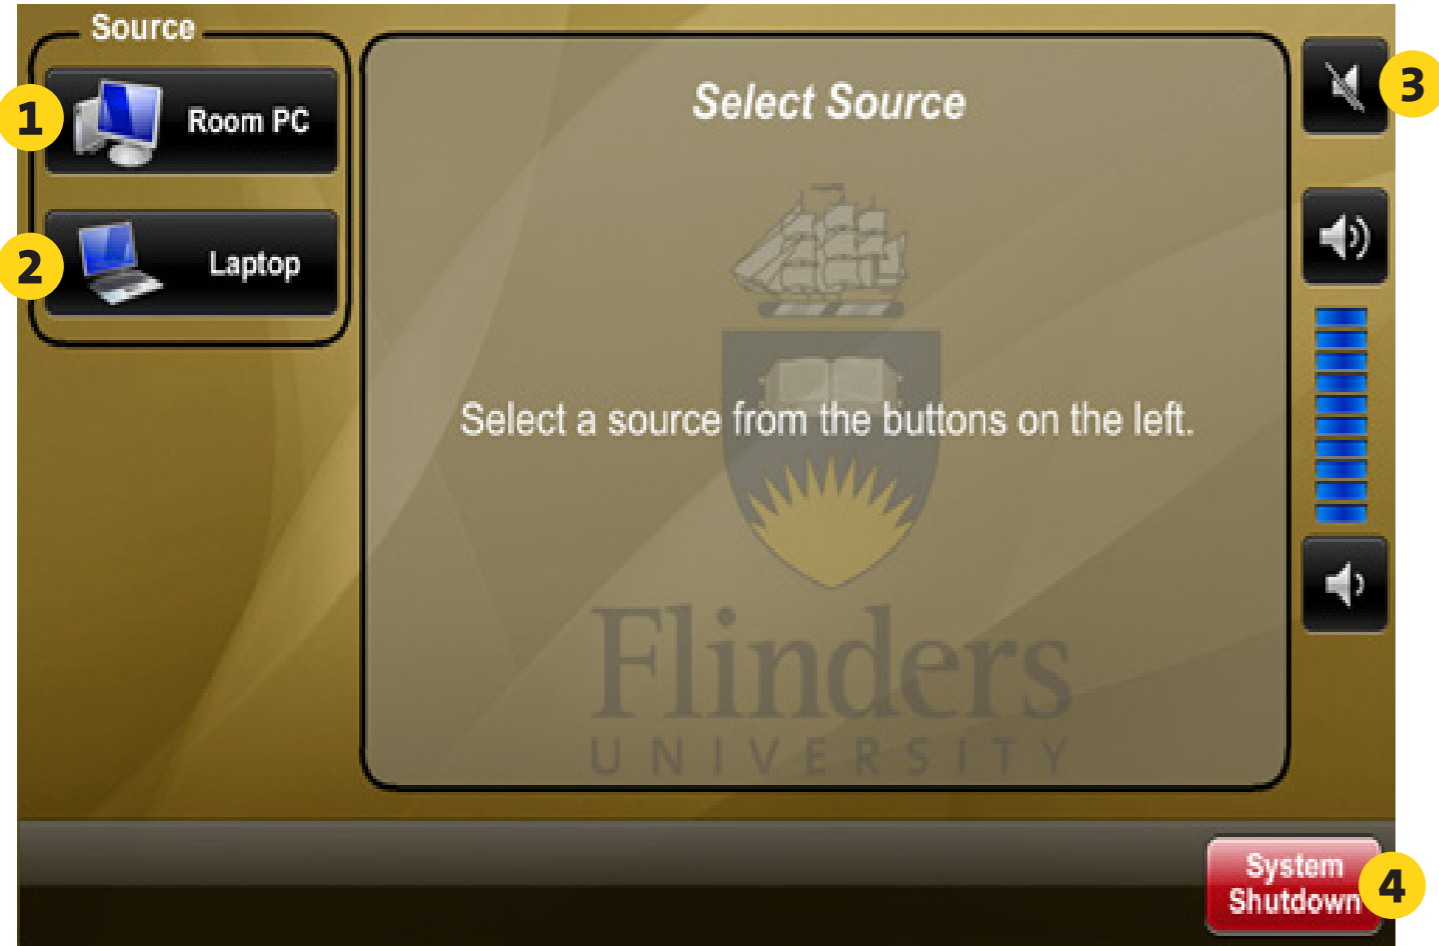 Source
1
Room PC
2
Laptop
Select Source
Select a source from the buttons on the left.
Flinders
UNIVERSITY
3
System
Shutdown
4